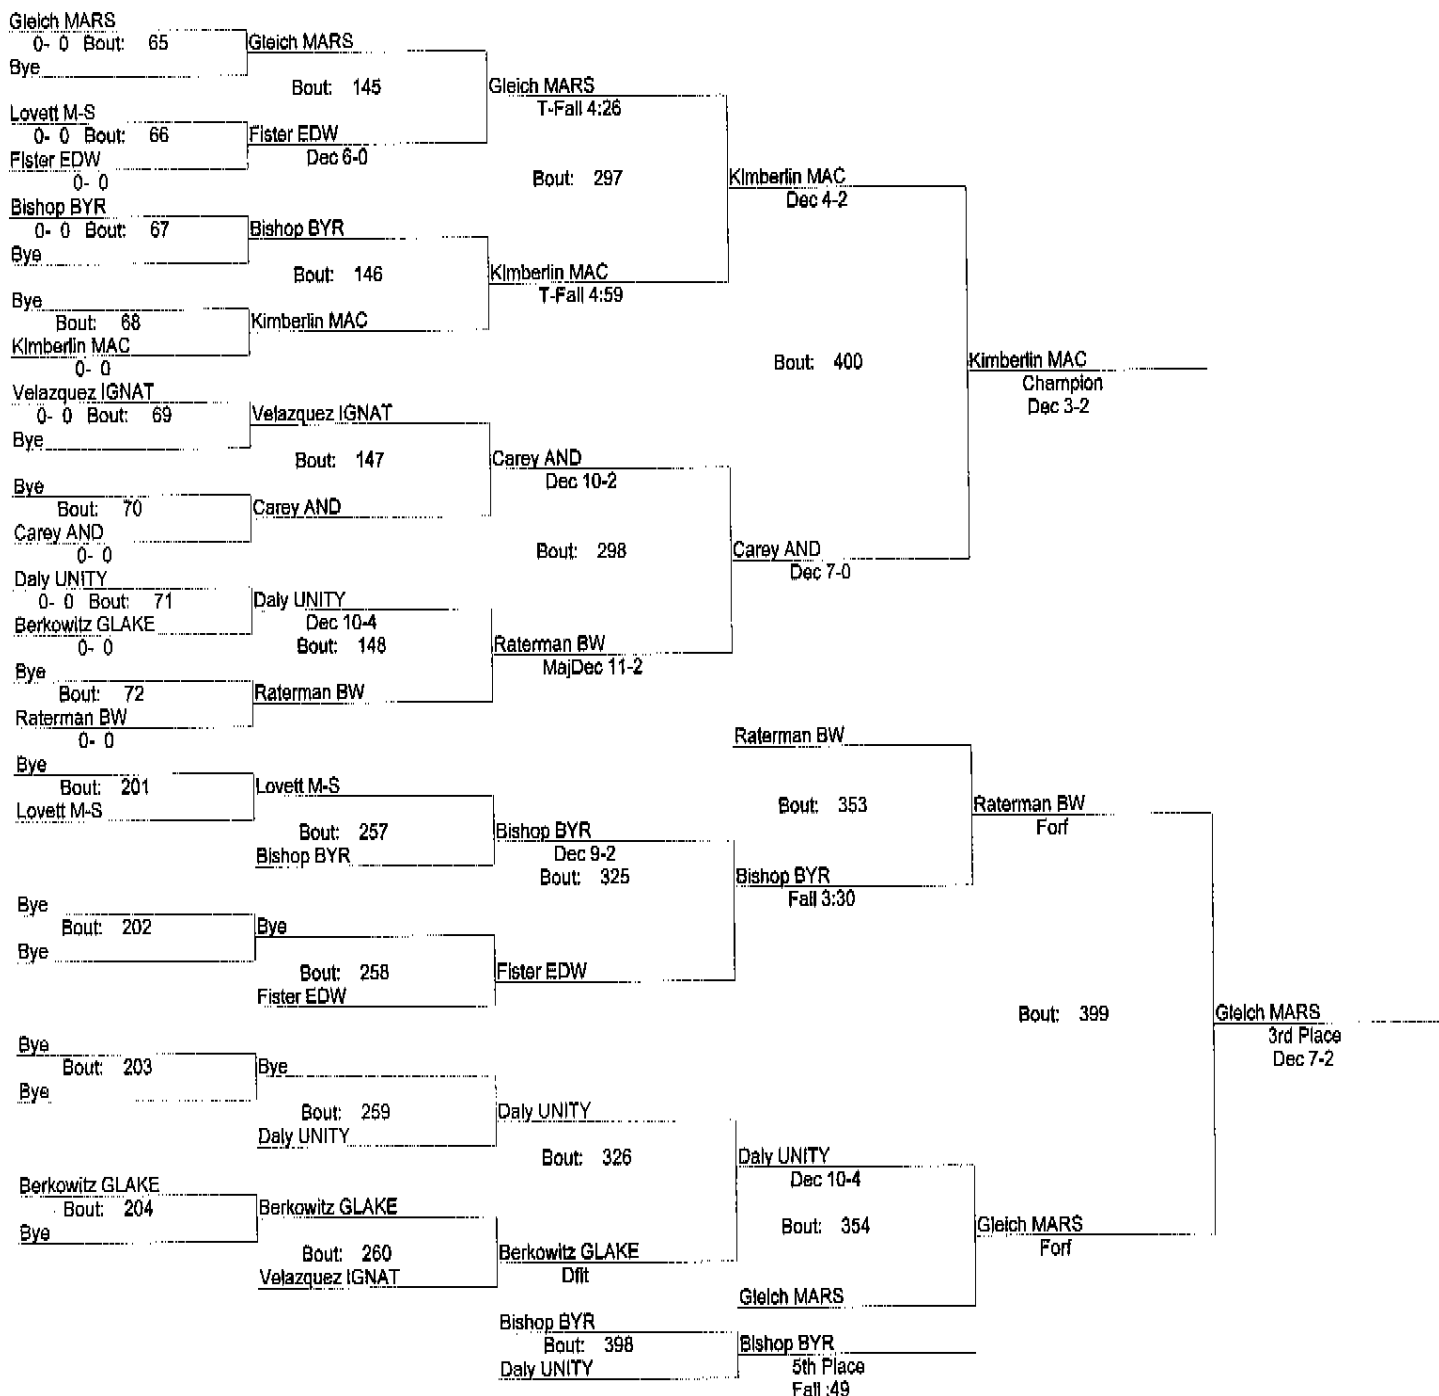 Gleich MARS
0- 0 Bout: 65
Bye
Gleich MARS
Bout: 145
Lovett M-S
0- 0 Bout: 66
Fister EDW
0- 0
Fister EDW
Dec 6-0
Gleich MARS
T-Fall 4:26
Bout: 297
Bishop BYR
0- 0 Bout: 67
Bye
Bishop BYR
Bout: 146
Bye
Bout: 68
Kimberlin MAC
0- 0
Kimberlin MAC
Kimberlin MAC
T-Fall 4:59
Kimberlin MAC
Dec 4-2
Bout: 400
Kimberlin MAC
Champion
Dec 3-2
Velazquez IGNAT
0- 0 Bout: 69
Bye
Velazquez IGNAT
Bout: 147
Bye
Bout: 70
Carey AND
0- 0
Carey AND
Carey AND
Dec 10-2
Bout: 298
Carey AND
Dec 7-0
Daly UNITY
0- 0 Bout: 71
Berkowitz GLAKE
0- 0
Daly UNITY
Dec 10-4
Bout: 148
Bye
Bout: 72
Raterman BW
0- 0
Raterman BW
Raterman BW
MajDec 11-2
Bye
Bout: 201
Lovett M-S
Lovett M-S
Bout: 257
Bishop BYR
Bishop BYR
Dec 9-2
Bout: 325
Raterman BW
Bout: 353
Bishop BYR
Fall 3:30
Raterman BW
Forf
Bye
Bout: 202
Bye
Bye
Bout: 258
Fister EDW
Fister EDW
Bout: 399
Gleich MARS
3rd Place
Dec 7-2
Bye
Bout: 203
Bye
Bye
Bout: 259
Daly UNITY
Daly UNITY
Bout: 326
Daly UNITY
Dec 10-4
Bout: 354
Gleich MARS
Gleich MARS
Forf
Berkowitz GLAKE
Bout: 204
Bye
Berkowitz GLAKE
Bout: 260
Velazquez IGNAT
Berkowitz GLAKE
Dflt
Bishop BYR
Bout: 398
Daly UNITY
Bishop BYR
5th Place
Fall :49